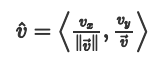 v̂ = ⟨ vₓ / ‖v⃗‖ , v_y / v⃗ ⟩